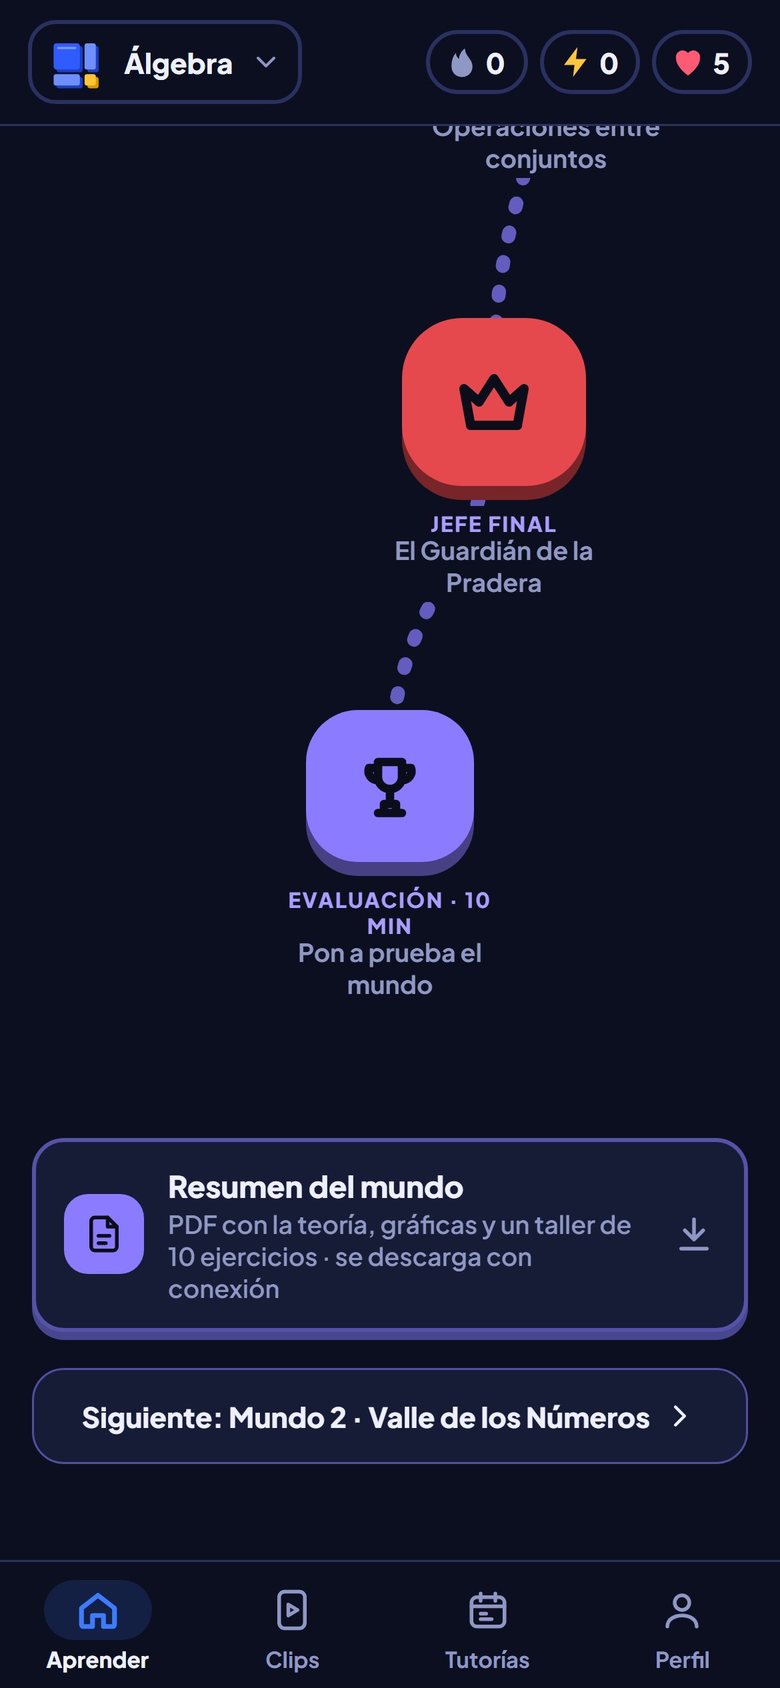 Álgebra
0
0
5
Operaciones entre
conjuntos
JEFE FINAL
El Guardián de la
Pradera
EVALUACIÓN · 10
MIN
Pon a prueba el
mundo
Resumen del mundo
PDF con la teoría, gráficas y un taller de
10 ejercicios · se descarga con
conexión
Siguiente: Mundo 2 · Valle de los Números
Aprender
Clips
Tutorías
Perfil